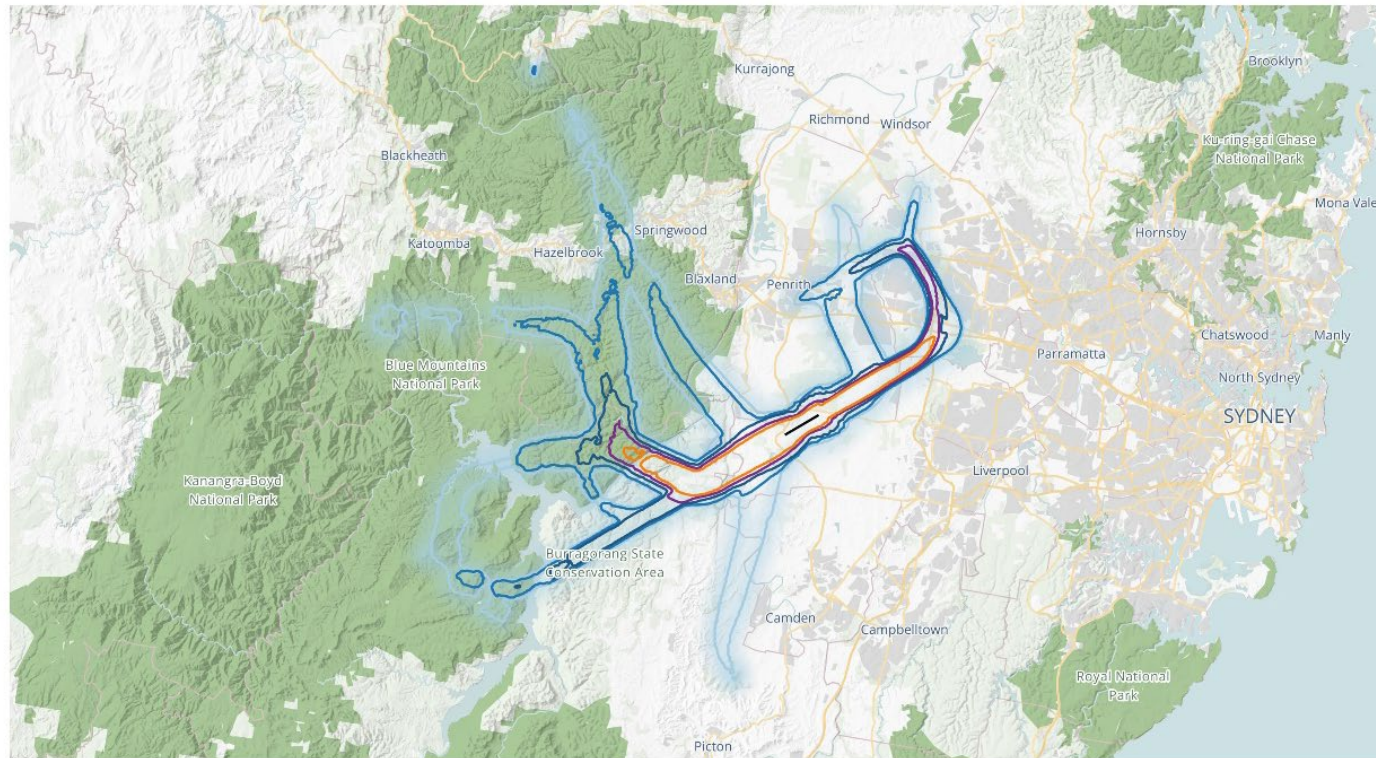 Brooklyn
Kurrajong
Richmond
Windsor
Ku-ring-gai Chase
National Park
Blackheath
Mona Vale
Springwood
Hornsby
Katoomba
Hazelbrook
Blaxland
Penrith
Chatswood
Manly
Parramatta
Blue Mountains
National Park
North Sydney
SYDNEY
Liverpool
Kanangra-Boyd
National Park
Burragorang State
Conservation Area
Camden
Campbelltown
Royal National
Park
Picton